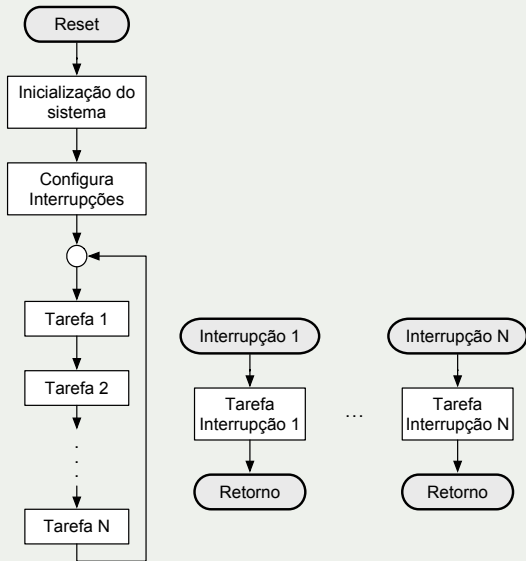 Reset
Inicialização do
sistema
Configura
Interrupções
Tarefa 1
Tarefa 2
.
.
.
Tarefa N
Interrupção 1
Tarefa
Interrupção 1
Retorno
...
Interrupção N
Tarefa
Interrupção N
Retorno